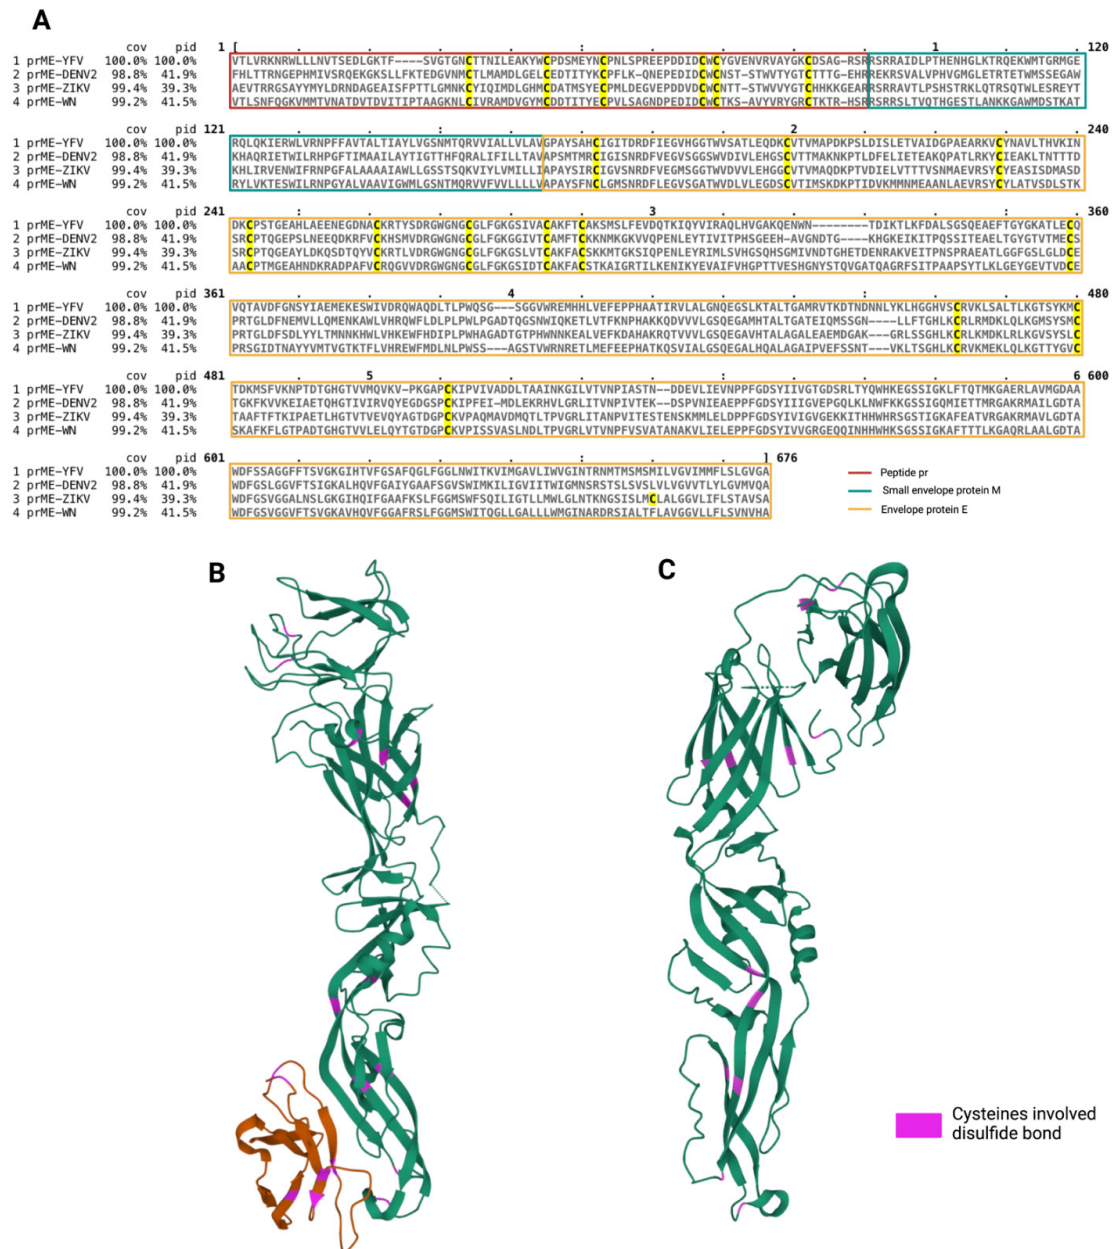 A
cov pid 1 [ . . . . : . . . . 1 . . 120
1 prME-YFV 100.0% 100.0% VTLVRKNRWLLLNVTSEDLGKTF----SVGTGNCTTNILEAKYWCPDSMEYNCPNLSPREEPDDIDCWCYGVENVRVAYGKCDSAG-RSRRSRRAIDLPTHENHGLKTRQEKWMTGRMGE
2 prME-DENV2 98.8% 41.9% FHLTTRNGEPHMIVSRQEKGKSLLFKTEDGVNMCTLMAMDLGELCEDTITYKCPFLK-QNEPEDIDCWCNST-STWVTYGTCTTTG-EHRREKRSVALVPHVGMGLETRTETWMSSEGAW
3 prME-ZIKV 99.4% 39.3% AEVTRRGSAYYMYLDRNDAGEAISFPTTLGMNKCYIQIMDLGHMCDATMSYECPMLDEGVEPDDVDCWCNTT-STWVVYGTCHHKKGEARRSRRAVTLPSHSTRKLQTRSQTWLESREYT
4 prME-WN 99.2% 41.5% VTLSNFQGKVMMTVNATDVTDVITIPTAAGKNLCIVRAMDVGYMCDDTITYECPVLSAGNDPEDIDCWCTKS-AVYVRYGRCTKTR-HSRRSRRSLTVQTHGESTLANKKGAWMDSTKAT
121 . . : . . . . 2 . . . . 240
1 prME-YFV 100.0% 100.0% RQLQKIERWLVRNPFFAVTALTIAYLVGSNMTQRVVIALLVLAVGPAYSAHCIGITDRDFIEGVHGGTWVSATLEQDKCVTVMAPDKPSLDISLETVAIDGPAEARKVCYNAVLTHVKIN
2 prME-DENV2 98.8% 41.9% KHAQRIETWILRHPGFTIMAAILAYTIGTTHFQRALIFILLTAVAPSMTMRCIGISNRDFVEGVSGGSWVDIVLEHGSCVTTMAKNKPTLDFELIETEAKQPATLRKYCIEAKLTNTTTD
3 prME-ZIKV 99.4% 39.3% KHLIRVENWIFRNPGFALAAAAIAWLLGSSTSQKVIYLVMILLIAPAYSIRCIGVSNRDFVEGMSGGTWVDVVLEHGGCVTVMAQDKPTVDIELVTTTVSNMAEVRSYCYEASISDMASD
4 prME-WN 99.2% 41.5% RYLVKTESWILRNPGYALVAAVIGWMLGSNTMQRVVFVVLLLLVAPAYSFNCLGMSNRDFLEGVSGATWVDLVLEGDSCVTIMSKDKPTIDVKMMNMEAANLAEVRSYCYLATVSDLSTK
241 . . : . . . . 3 . . . . 360
1 prME-YFV 100.0% 100.0% DKCPSTGEAHLAEENEGDNACKRTYSDRGWGNGCGLFGKGSIVACAKFTCAKSMSLFEVDQTKIQYVIRAQLHVGAKQENWN--------TDIKTLKFDALSGSQEAEFTGYGKATLECQ
2 prME-DENV2 98.8% 41.9% SRCPTQGEPSLNEEQDKRFVCKHSMVDRGWGNGCGLFGKGGIVTCAMFTCKKNMKGKVVQPENLEYTIVITPHSGEEH-AVGNDTG----KHGKEIKITPQSSITEAELTGYGTVTMECS
3 prME-ZIKV 99.4% 39.3% SRCPTQGEAYLDKQSDTQYVCKRTLVDRGWGNGCGLFGKGSLVTCAKFACSKKMTGKSIQPENLEYRIMLSVHGSQHSGMIVNDTGHETDENRAKVEITPNSPRAEATLGGFGSLGLDCE
4 prME-WN 99.2% 41.5% AACPTMGEAHNDKRADPAFVCRQGVVDRGWGNGCGLFGKGSIDTCAKFACSTKAIGRTILKENIKYEVAIFVHGPTTVESHGNYSTQVGATQAGRFSITPAAPSYTLKLGEYGEVTVDCE
361 : . . 4 . . . . : . . 480
1 prME-YFV 100.0% 100.0% VQTAVDFGNSYIAEMEKESWIVDRQWAQDLTLPWQSG---SGGVWREMHHLVEFEPPHAATIRVLALGNQEGSLKTALTGAMRVTKDTNDNNLYKLHGGHVSCRVKLSALTLKGTSYKMC
2 prME-DENV2 98.8% 41.9% PRTGLDFNEMVLLQMENKAWLVHRQWFLDLPLPWLPGADTQGSNWIQKETLVTFKNPHAKKQDVVVLGSQEGAMHTALTGATEIQMSSGN----LLFTGHLKCRLRMDKLQLKGMSYSMC
3 prME-ZIKV 99.4% 39.3% PRTGLDFSDLYYLTMNNKHWLVHKEWFHDIPLPWHAGADTGTPHWNNKEALVEFKDAHAKRQTVVVLGSQEGAVHTALAGALEAEMDGAK----GRLSSGHLKCRLKMDKLRLKGVSYSLC
4 prME-WN 99.2% 41.5% PRSGIDTNAYYVMTVGTKTFLVHREWFMDLNLPWSS---AGSTVWRNRETLMEFEEPHATKQSVIALGSQEGALHQALAGAIPVEFSSNT----VKLTSGHLKCRVKMEKLQLKGTTYGVC
481 . 5 . . . . : . . . . 6 600
1 prME-YFV 100.0% 100.0% TDKMSFVKNPTDTGHGTVVMQVKV-PKGAPCKIPVIVADDLTAAINKGILVTVNPIASTN---DDEVLIEVNPPFGDSYIIVGTGDSRLTYQWHKEGSSIGKLFTQTMKGAERLAVMGDAA
2 prME-DENV2 98.8% 41.9% TGKFKVVKEIAETQHGTIVIRVQYEGDGSPCKIPFEI-MDLEKRHVLGRLITVNPIVTEK---DSPVNIEAEPPFGDSYIIIGVEPGQLKLNWFKKGSSIGQMIETTMRGAKRMAILGDTA
3 prME-ZIKV 99.4% 39.3% TAAFTFTKIPAETLHGTVTVEVQYAGTDGPCKVPAQMAVDMQTLTPVGRLITANPVITESTENSKMMLELDPPFGDSYIVIGVGEKKITHHWHRSGSTIGKAFEATVRGAKRMAVLGDTA
4 prME-WN 99.2% 41.5% SKAFKFLGTPADTGHGTVVLELQYTGTDGPCKVPISSVASLNDLTPVGRLVTVNPFVSVATANAKVLIELEPPFGDSYIVVGRGEQQINHHWHKSGSSIGKAFTTTLKGAQRLAALGDTA
601 . . . . : . ] 676
1 prME-YFV 100.0% 100.0% WDFSSAGGFFTSVGKGIHTVFGSAFQGLFGGLNWITKVIMGAVLIWVGINTRNMTMSMSMILVGVIMMFLSLGVGA
2 prME-DENV2 98.8% 41.9% WDFGSLGGVFTSIGKALHQVFGAIYGAAFSGVSWIMKILIGVIITWIGMNSRSTSLSVSLVLVGVVTLYLGVMVQA
3 prME-ZIKV 99.4% 39.3% WDFGSVGGALNSLGKGIHQIFGAAFKSLFGGMSWFSQILIGTLLMWLGLNTKNGSISLMCLALGGVLIFLSTAVSA
4 prME-WN 99.2% 41.5% WDFGSVGGVFTSVGKAVHQVFGGAFRSLFGGMSWITQGLLGALLLWMGINARDRSIALTFLAVGGVLLFLSVNVHA
Peptide pr
Small envelope protein M
Envelope protein E
B
C
Cysteines involved
disulfide bond